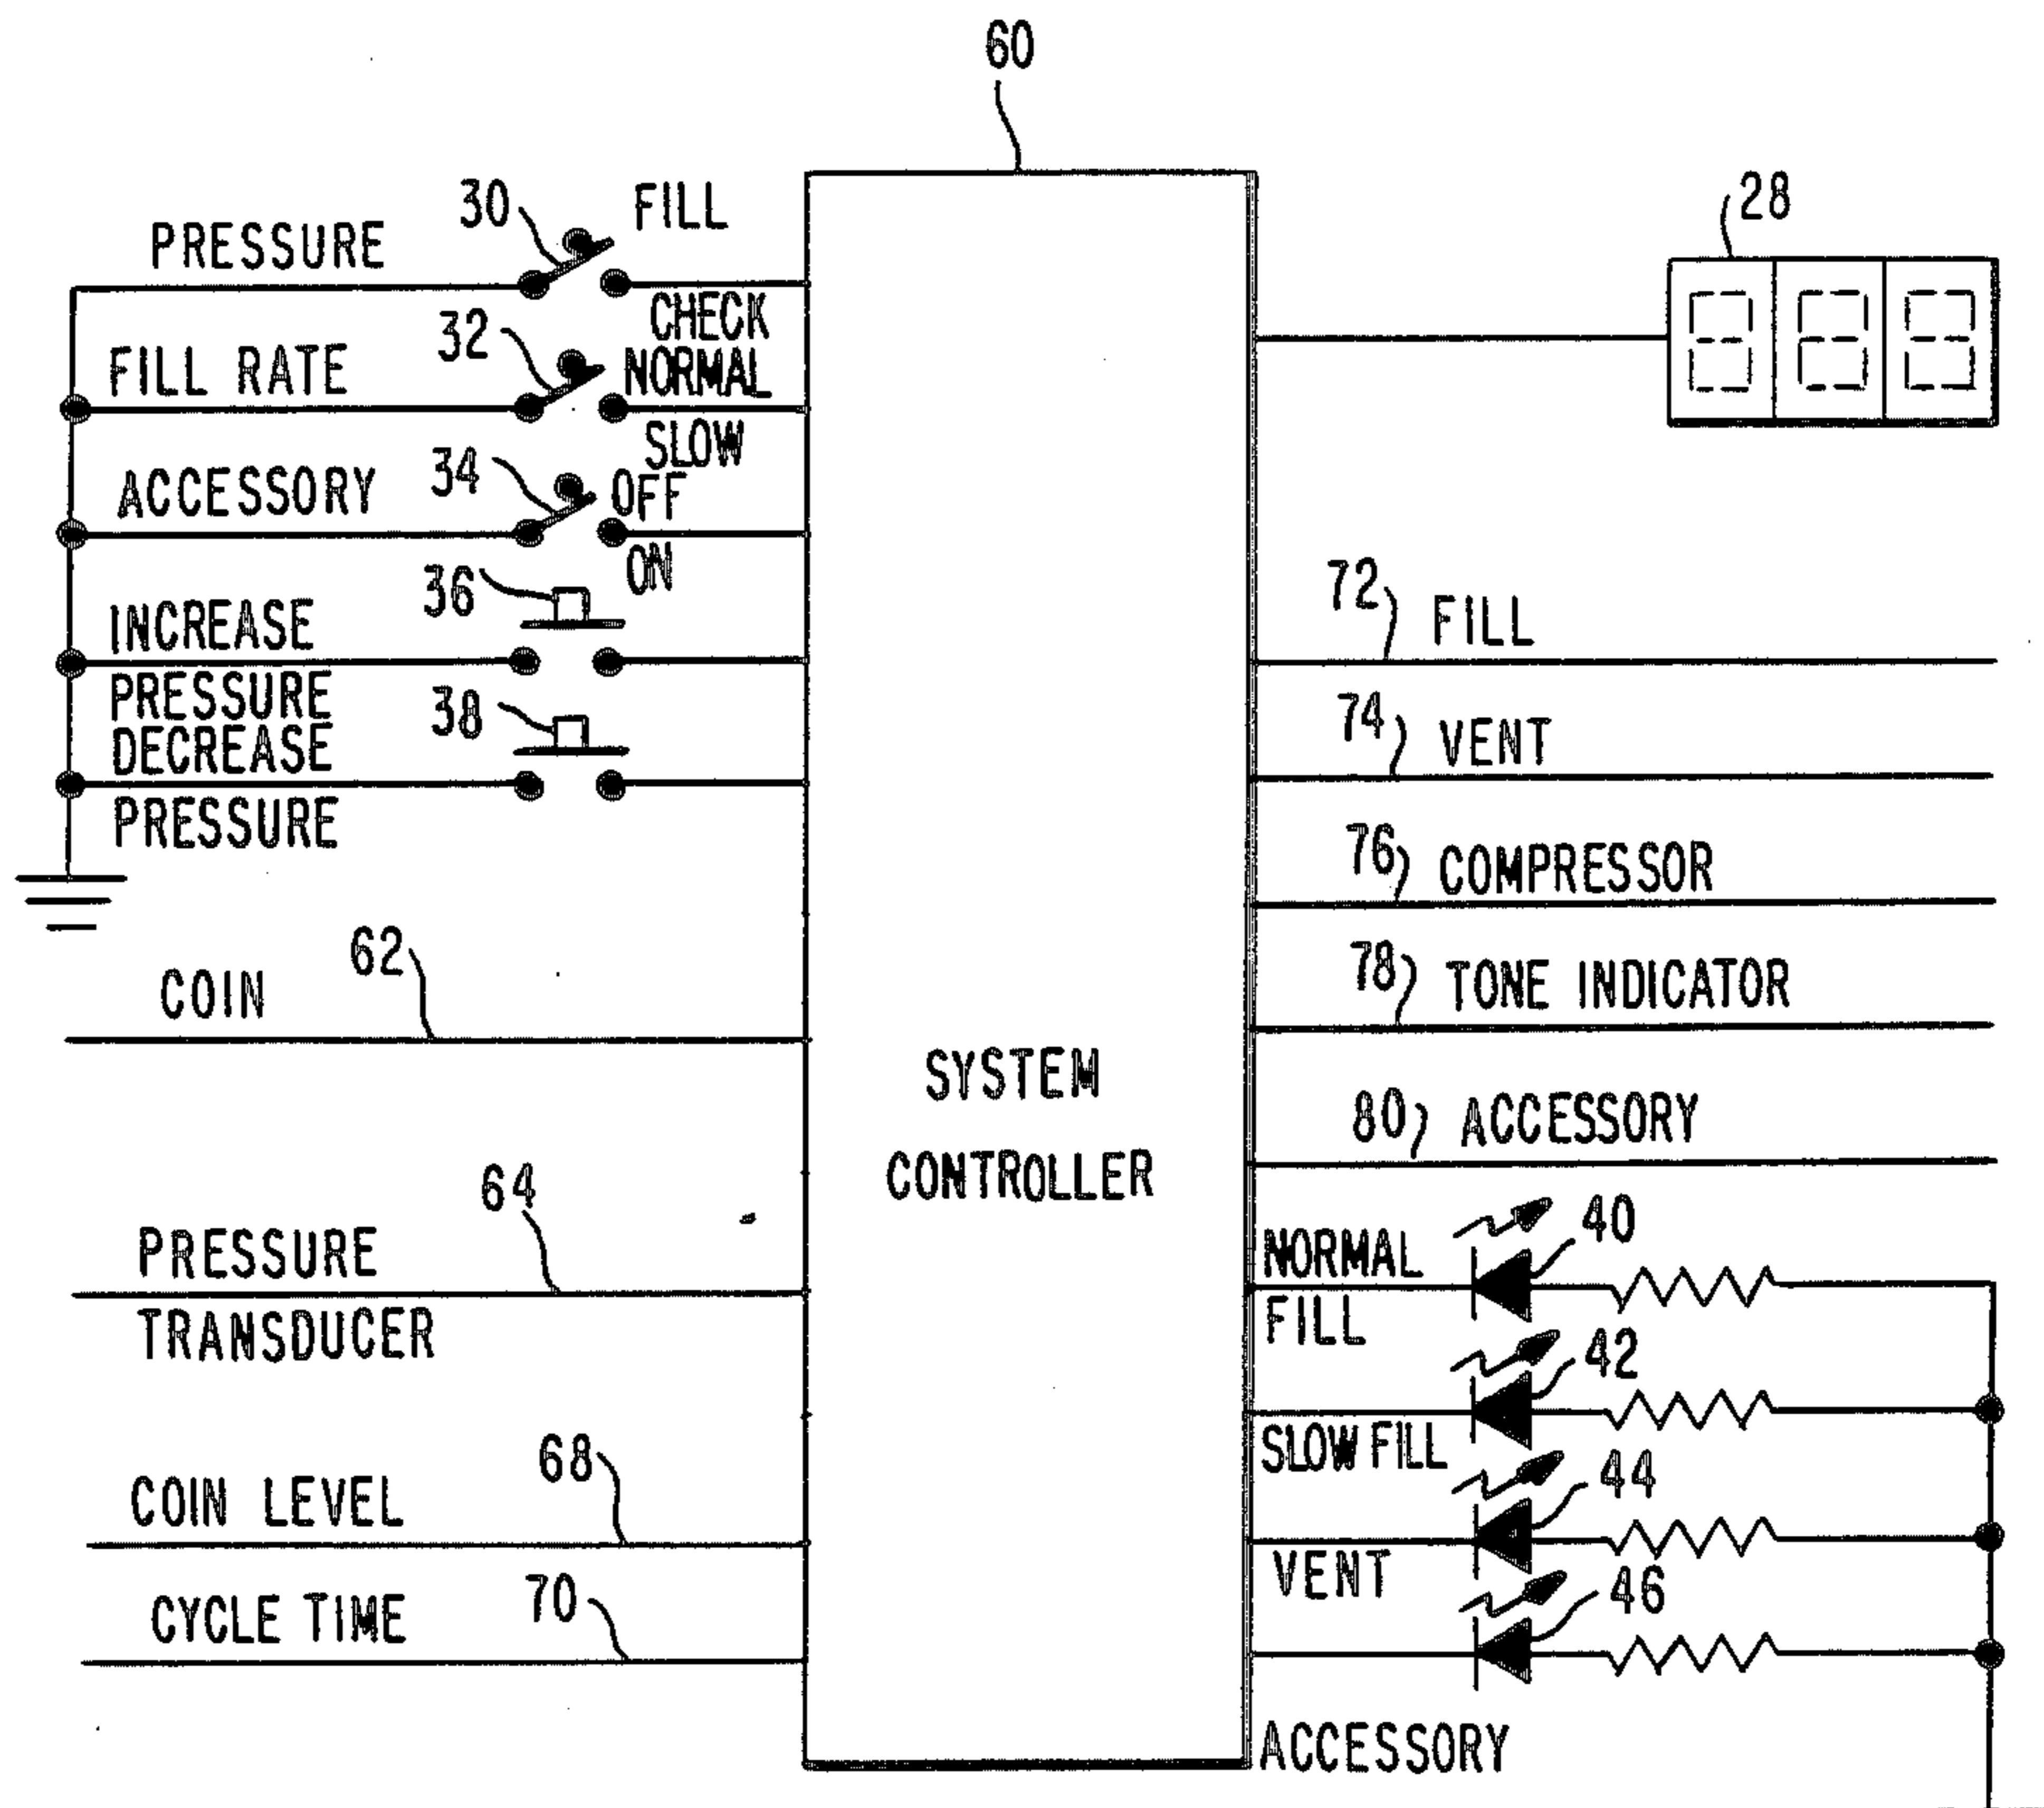 60
PRESSURE 30 FILL
CHECK
FILL RATE 32 NORMAL
SLOW
ACCESSORY 34 OFF
ON
INCREASE 36
PRESSURE
DECREASE 38
PRESSURE
COIN 62
PRESSURE 64
TRANSDUCER
COIN LEVEL 68
CYCLE TIME 70
SYSTEM
CONTROLLER
28
888
72 FILL
74 VENT
76 COMPRESSOR
78 TONE INDICATOR
80 ACCESSORY
NORMAL 40
FILL
42
SLOW FILL
44
VENT
46
ACCESSORY